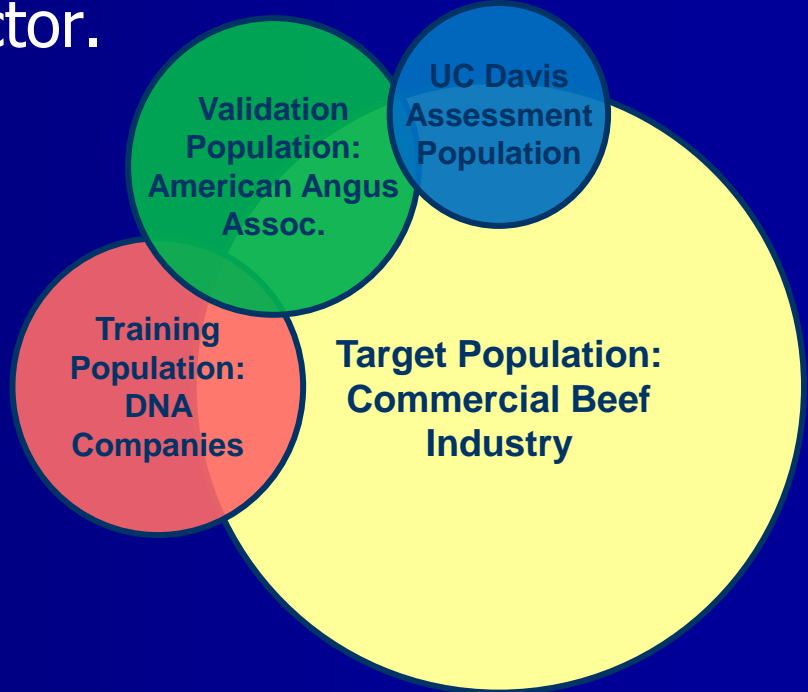 ctor.
UC Davis
Assessment
Population
Validation
Population:
American Angus
Assoc.
Training
Population:
DNA
Companies
Target Population:
Commercial Beef
Industry